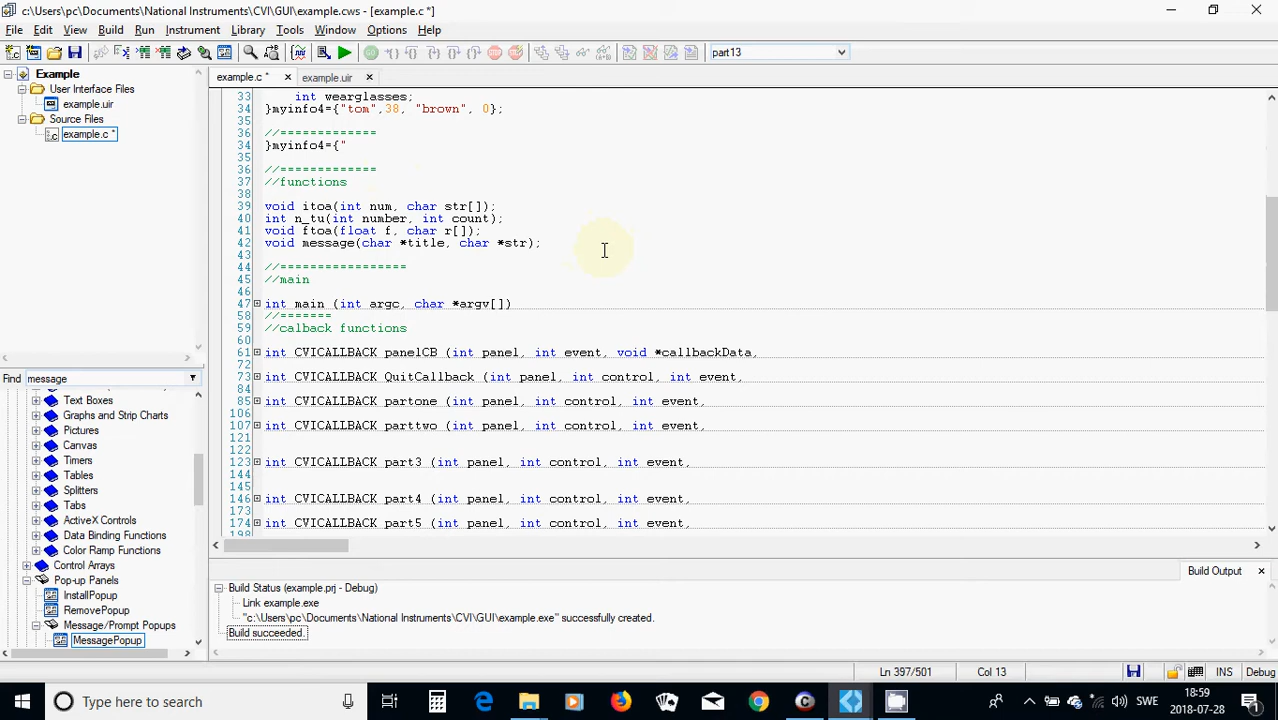 c:\Users\pc\Documents\National Instruments\CVI\GUI\example.cws - [example.c *]
File Edit View Build Run Instrument Library Tools Window Options Help
part13
Example
User Interface Files
example.uir
Source Files
example.c *
Find message
Text Boxes
Graphs and Strip Charts
Pictures
Canvas
Timers
Tables
Splitters
Tabs
ActiveX Controls
Data Binding Functions
Color Ramp Functions
Control Arrays
Pop-up Panels
InstallPopup
RemovePopup
Message/Prompt Popups
MessagePopup
example.c * example.uir
33 int wearglasses;
34 }myinfo4={"tom",38, "brown", 0};
35
36 //=============
34 }myinfo4={"
35
36 //=============
37 //functions
38
39 void itoa(int num, char str[]);
40 int n_tu(int number, int count);
41 void ftoa(float f, char r[]);
42 void message(char *title, char *str);
43
44 //=================
45 //main
46
47 int main (int argc, char *argv[])
58 //=======
59 //calback functions
60
61 int CVICALLBACK panelCB (int panel, int event, void *callbackData,
72
73 int CVICALLBACK QuitCallback (int panel, int control, int event,
84
85 int CVICALLBACK partone (int panel, int control, int event,
106
107 int CVICALLBACK parttwo (int panel, int control, int event,
121
122
123 int CVICALLBACK part3 (int panel, int control, int event,
144
145
146 int CVICALLBACK part4 (int panel, int control, int event,
173
174 int CVICALLBACK part5 (int panel, int control, int event,
198
Build Output
Build Status (example.prj - Debug)
Link example.exe
"c:\Users\pc\Documents\National Instruments\CVI\GUI\example.exe" successfully created.
Build succeeded.
Ln 397/501 Col 13 INS Debug
Type here to search
SWE
18:59
2018-07-28
1